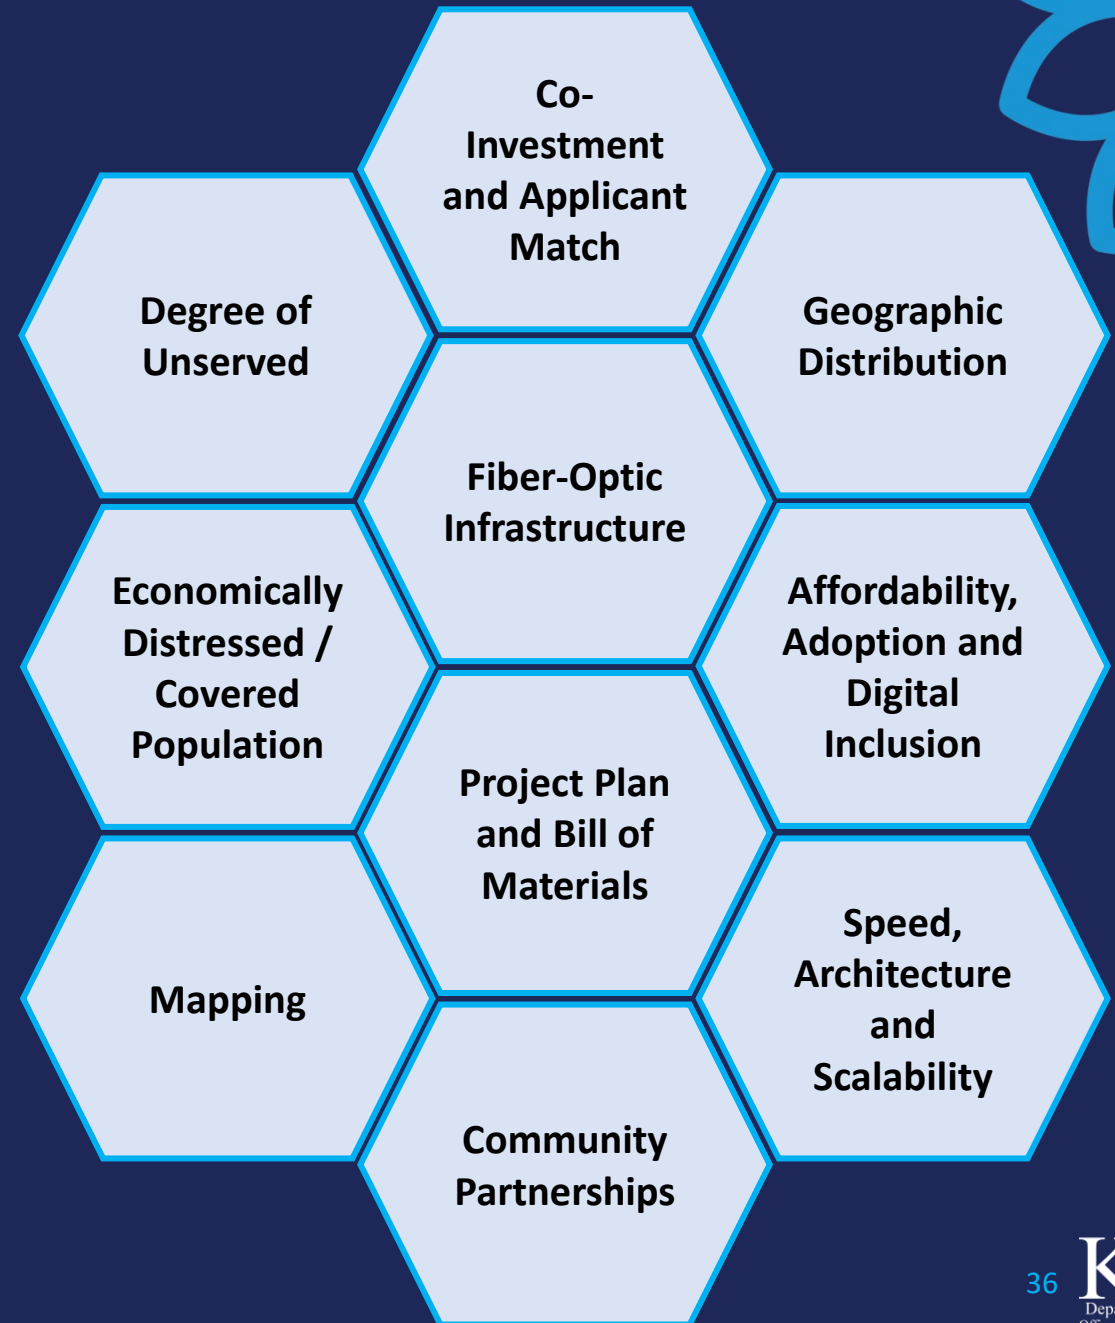 Co-
Investment
and Applicant
Match
Degree of
Unserved
Geographic
Distribution
Fiber-Optic
Infrastructure
Economically
Distressed /
Covered
Population
Affordability,
Adoption and
Digital
Inclusion
Project Plan
and Bill of
Materials
Mapping
Speed,
Architecture
and
Scalability
Community
Partnerships
36